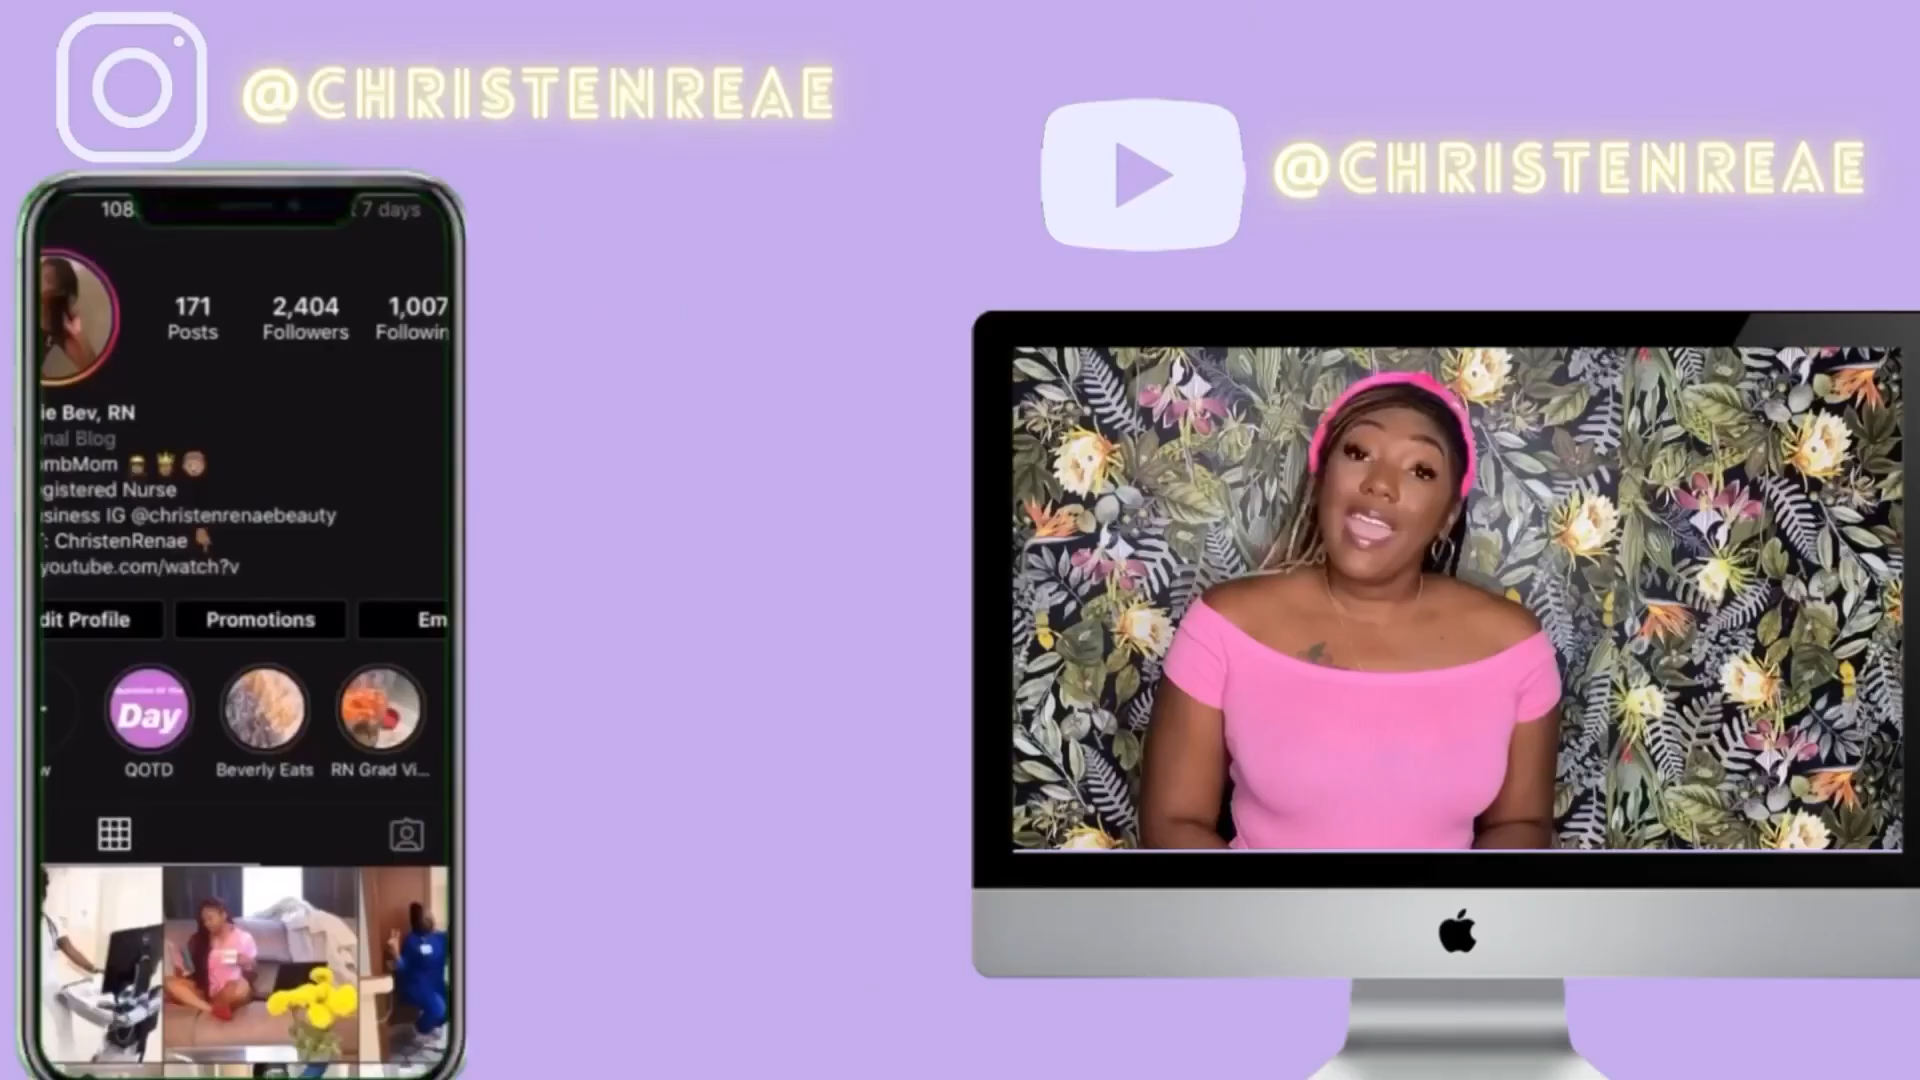 @CHRISTENREAE
@CHRISTENREAE
108
7 days
171
Posts
2,404
Followers
1,007
Followin
ie Bev, RN
nal Blog
mbMom
gistered Nurse
siness IG @christenrenaebeauty
: ChristenRenae
youtube.com/watch?v
dit Profile
Promotions
Em
Day
QOTD
Beverly Eats
RN Grad Vi...